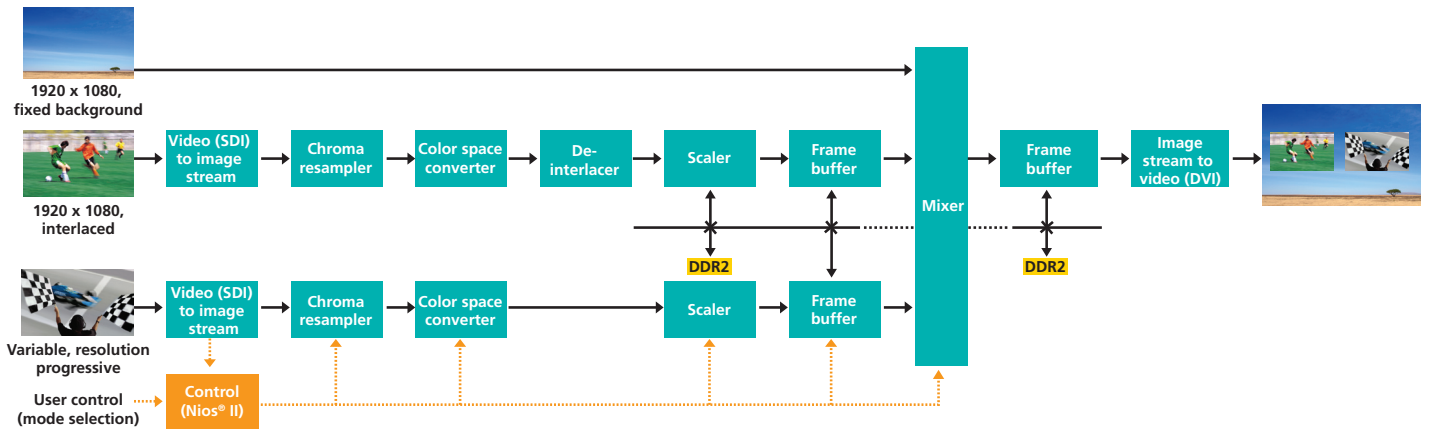 1920 x 1080,
fixed background
Video (SDI)
to image
stream
Chroma
resampler
Color space
converter
De-
interlacer
Scaler
Frame
buffer
Mixer
Frame
buffer
Image
stream to
video (DVI)
1920 x 1080,
interlaced
DDR2
DDR2
Video (SDI)
to image
stream
Chroma
resampler
Color space
converter
Scaler
Frame
buffer
Variable, resolution
progressive
User control
(mode selection)
Control
(Nios® II)